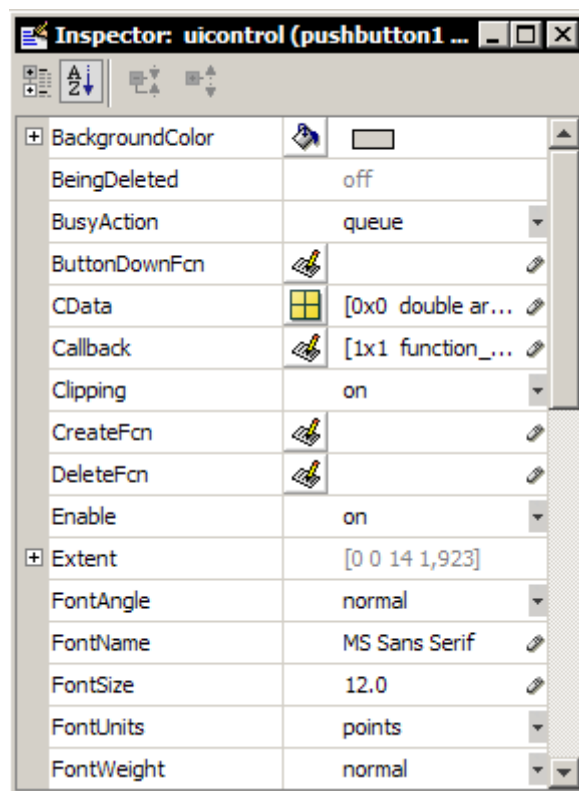 Inspector: uicontrol (pushbutton1 ...
A
Z
BackgroundColor
BeingDeleted off
BusyAction queue
ButtonDownFcn
CData [0x0 double ar...
Callback [1x1 function_...
Clipping on
CreateFcn
DeleteFcn
Enable on
Extent [0 0 14 1,923]
FontAngle normal
FontName MS Sans Serif
FontSize 12.0
FontUnits points
FontWeight normal